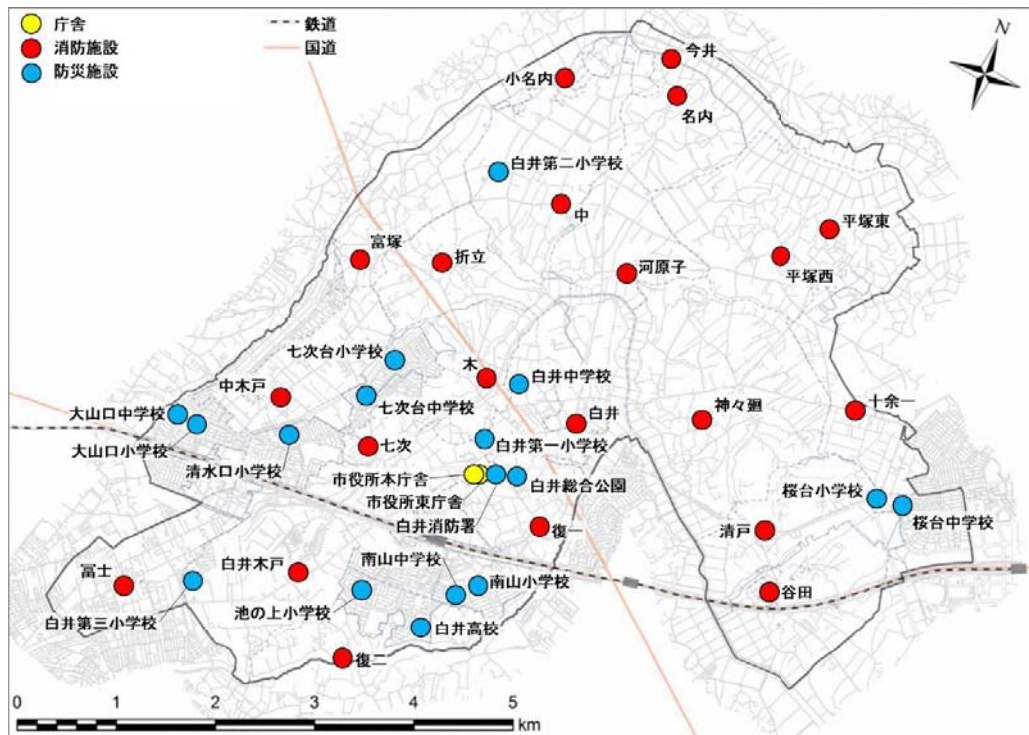 庁舎
消防施設
防災施設
鉄道
国道
N
今井
小名内
名内
白井第二小学校
中
平塚東
富塚
折立
河原子
平塚西
七次台小学校
木
白井中学校
中木戸
大山口中学校
七次台中学校
白井
神々廻
十余一
大山口小学校
清水口小学校
七次
白井第一小学校
市役所本庁舎
市役所東庁舎
白井総合公園
桜台小学校
白井消防署
復一
清戸
桜台中学校
冨士
白井木戸
南山中学校
南山小学校
谷田
白井第三小学校
池の上小学校
白井高校
復二
0 1 2 3 4 5
km